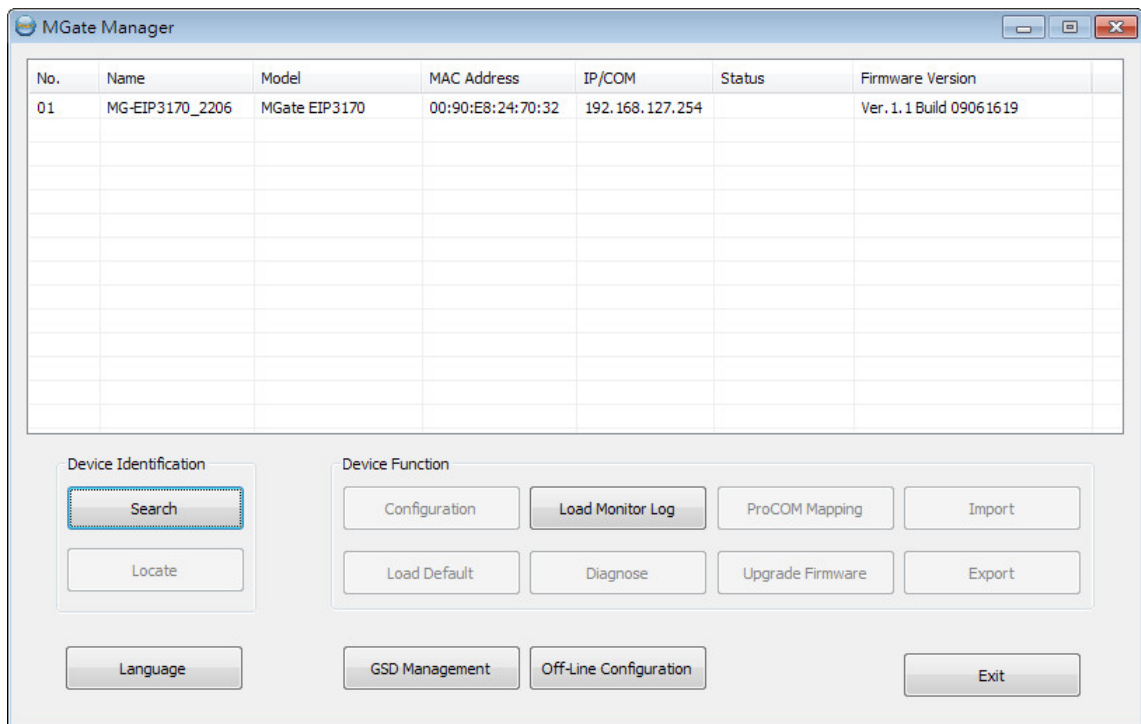 MGate Manager
No. Name Model MAC Address IP/COM Status Firmware Version
01 MG-EIP3170_2206 MGate EIP3170 00:90:E8:24:70:32 192.168.127.254 Ver.1.1 Build 09061619
Device Identification Device Function
Search Configuration Load Monitor Log ProCOM Mapping Import
Locate Load Default Diagnose Upgrade Firmware Export
Language GSD Management Off-Line Configuration Exit